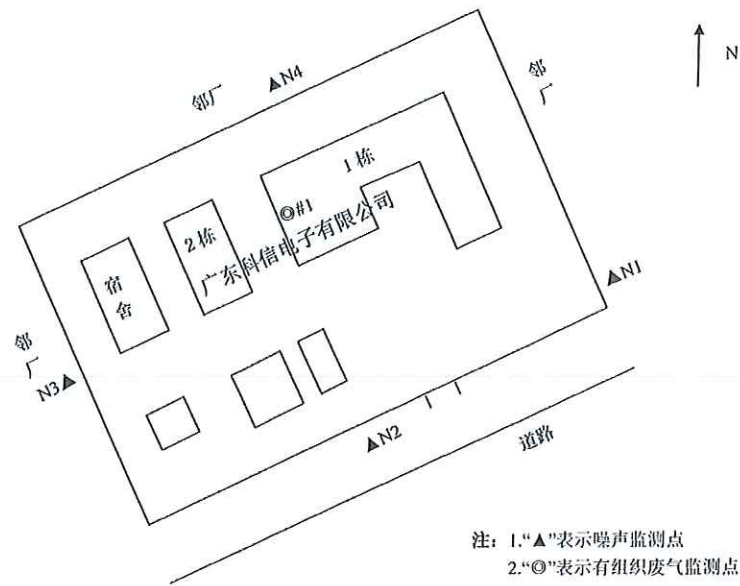 ▲N4
邻厂
N
邻厂
1栋
◎#1
2栋
广东科信电子有限公司
宿舍
▲N1
邻厂
N3▲
▲N2
道路
注：1.“▲”表示噪声监测点
2.“◎”表示有组织废气监测点